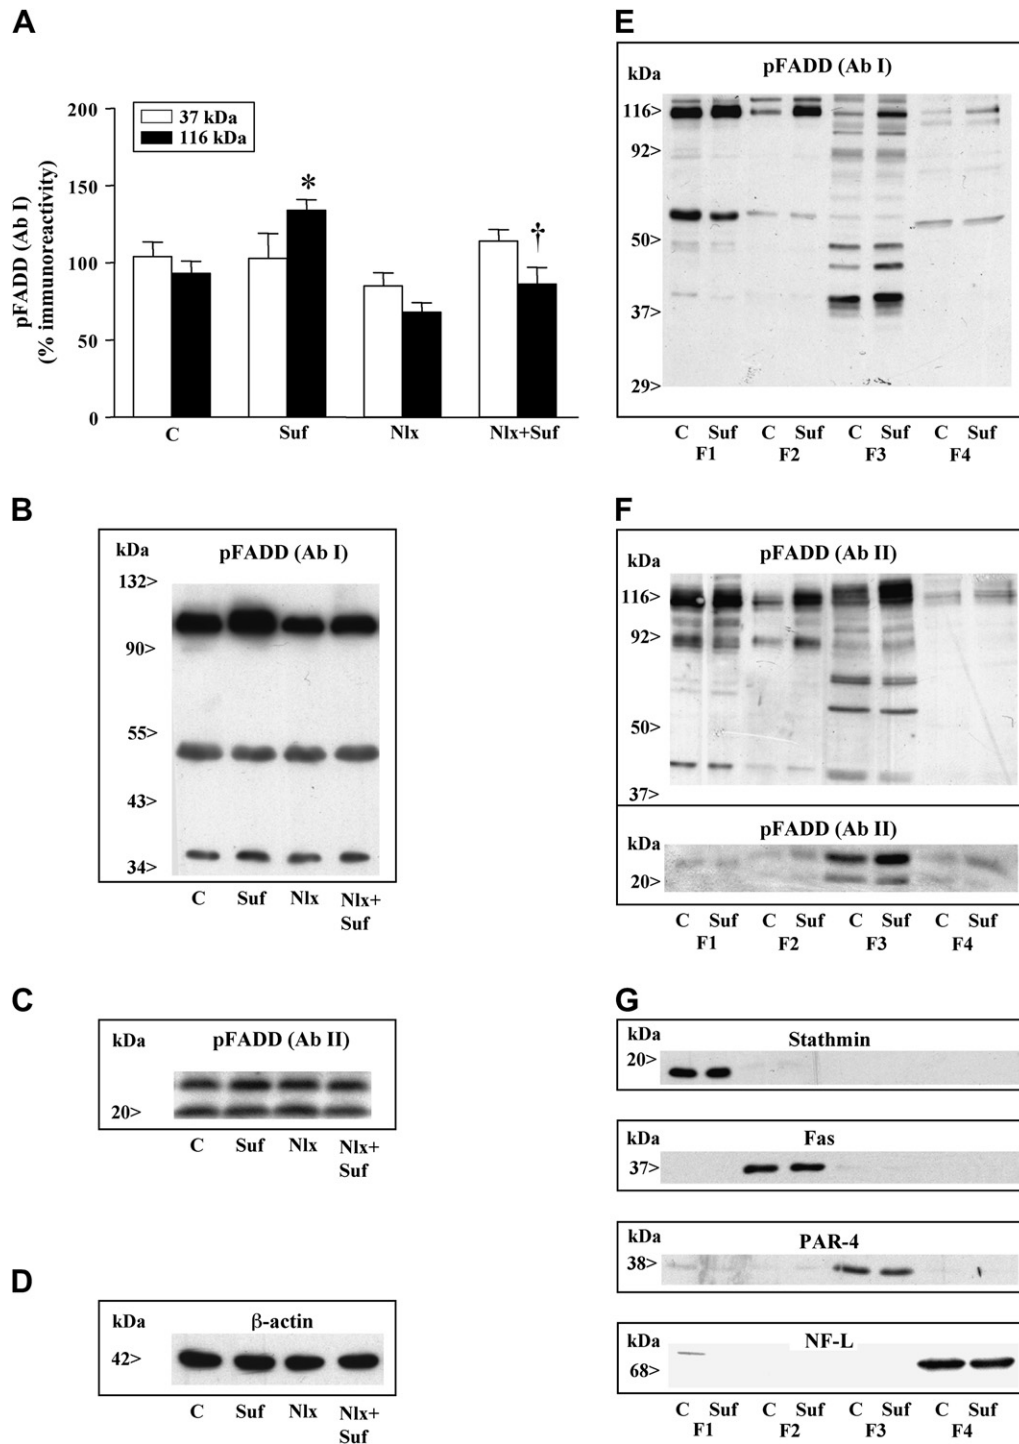 A
200
150
100
50
0
pFADD (Ab I)
(% immunoreactivity)
37 kDa
116 kDa
*
†
C Suf Nlx Nlx+Suf
B
kDa
pFADD (Ab I)
132>
90>
55>
43>
34>
C Suf Nlx Nlx+
Suf
C
kDa
pFADD (Ab II)
20>
C Suf Nlx Nlx+
Suf
D
kDa
β-actin
42>
C Suf Nlx Nlx+
Suf
E
kDa
pFADD (Ab I)
116>
92>
50>
37>
29>
C Suf C Suf C Suf C Suf
F1 F2 F3 F4
F
pFADD (Ab II)
kDa
116>
92>
50>
37>
pFADD (Ab II)
kDa
20>
C Suf C Suf C Suf C Suf
F1 F2 F3 F4
G
kDa
Stathmin
20>
kDa
Fas
37>
kDa
PAR-4
38>
kDa
NF-L
68>
C Suf C Suf C Suf C Suf
F1 F2 F3 F4